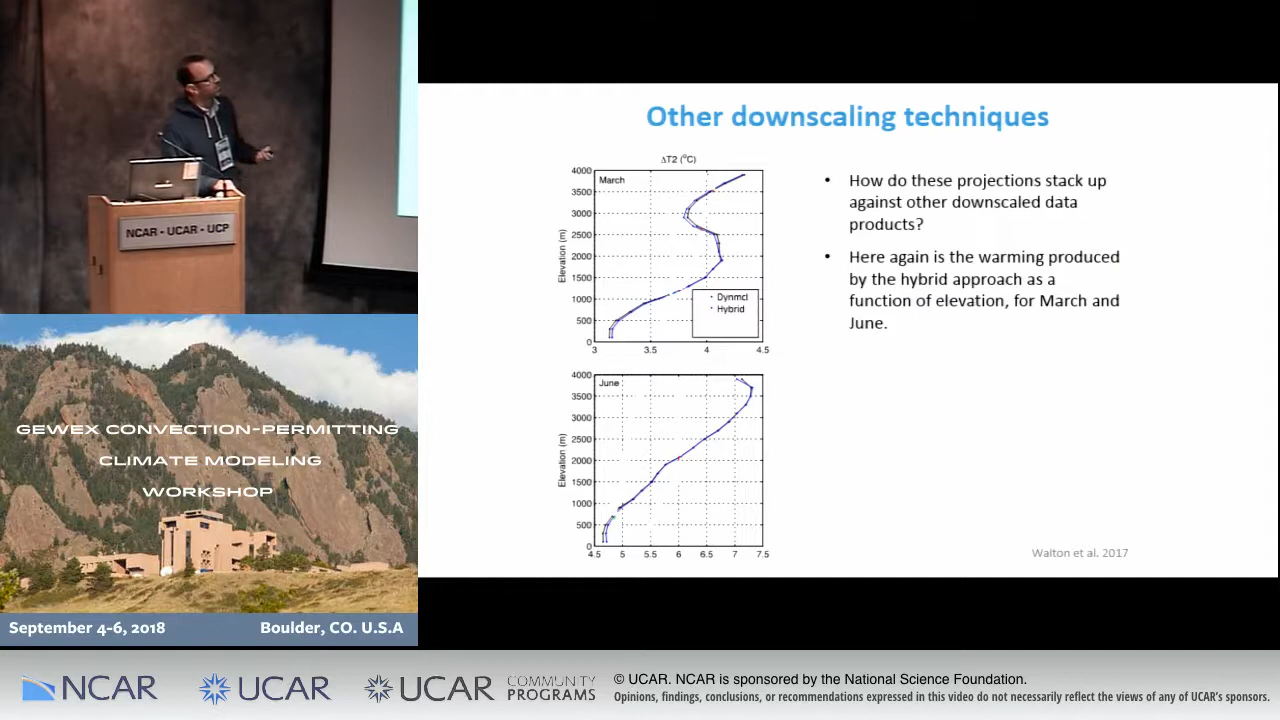 Other downscaling techniques
ΔT2 (°C)
March
4000
3500
3000
2500
2000
1500
1000
500
0
Elevation (m)
Dynmcl
Hybrid
3
3.5
4
4.5
June
4000
3500
3000
2500
2000
1500
1000
500
0
Elevation (m)
4.5
5
5.5
6
6.5
7
7.5
• How do these projections stack up
against other downscaled data
products?
• Here again is the warming produced
by the hybrid approach as a
function of elevation, for March and
June.
Walton et al. 2017
NCAR - UCAR - UCP
GEWEX CONVECTION-PERMITTING
CLIMATE MODELING
WORKSHOP
September 4-6, 2018
Boulder, CO. U.S.A
NCAR
UCAR
UCAR
COMMUNITY
PROGRAMS
© UCAR. NCAR is sponsored by the National Science Foundation.
Opinions, findings, conclusions, or recommendations expressed in this video do not necessarily reflect the views of any of UCAR's sponsors.